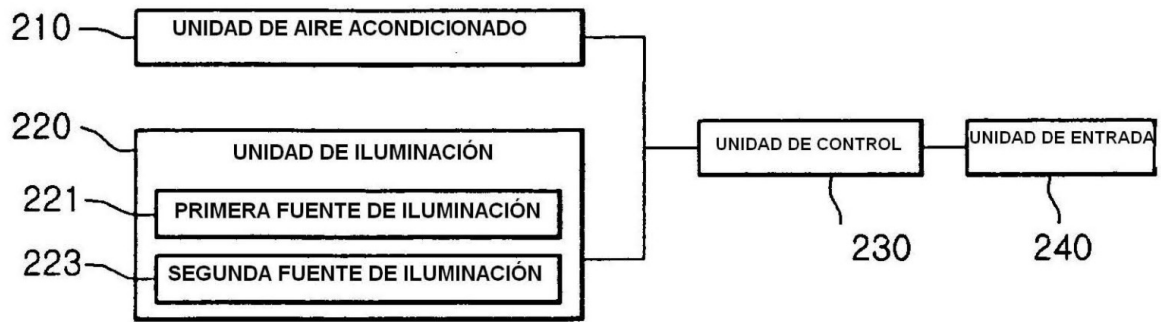 210
UNIDAD DE AIRE ACONDICIONADO
220
UNIDAD DE ILUMINACIÓN
221
PRIMERA FUENTE DE ILUMINACIÓN
223
SEGUNDA FUENTE DE ILUMINACIÓN
UNIDAD DE CONTROL
230
UNIDAD DE ENTRADA
240